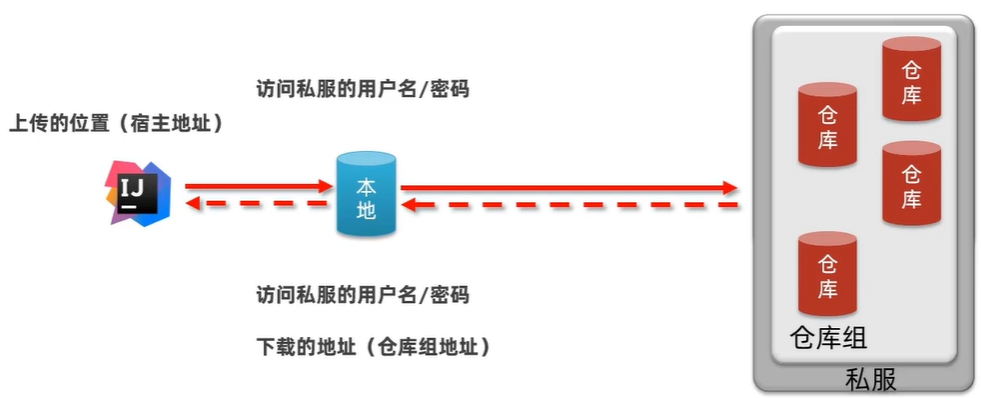 访问私服的用户名/密码
上传的位置（宿主地址）
IJ
本地
访问私服的用户名/密码
下载的地址（仓库组地址）
仓库
仓库
仓库
仓库
仓库组
私服